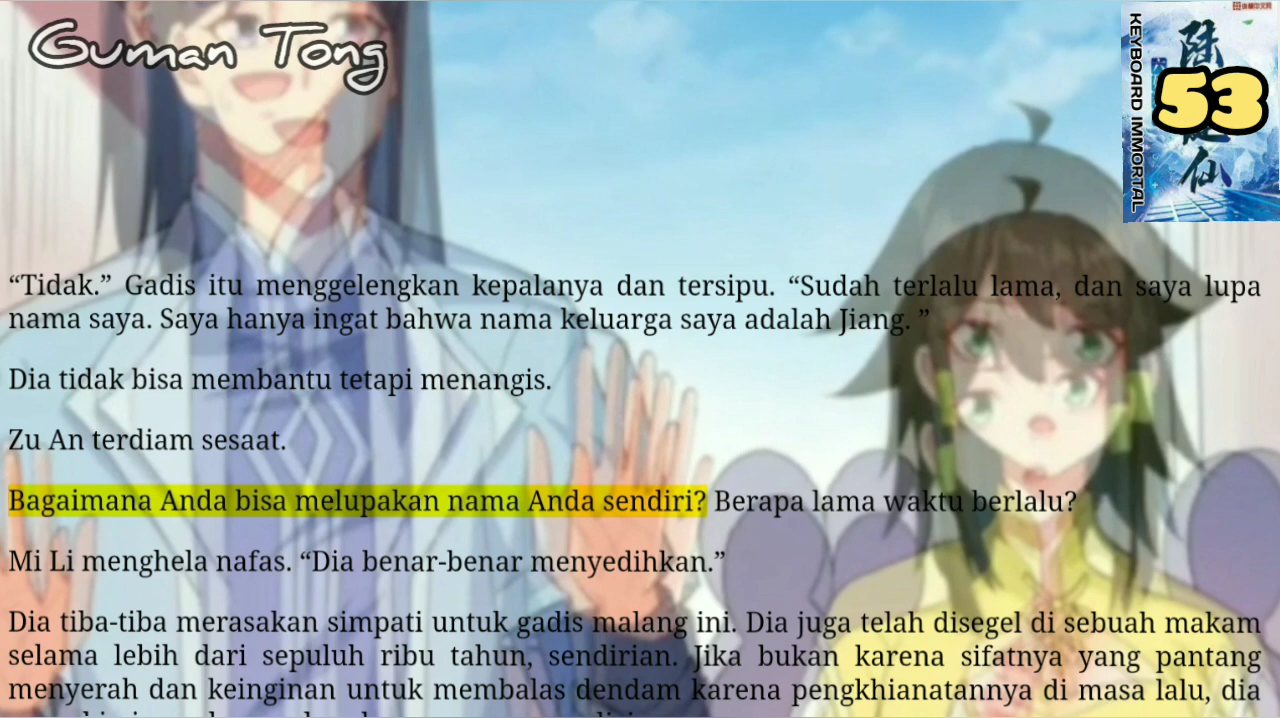 Guman Tong
KEYBOARD IMMORTAL
53
仙
“Tidak.” Gadis itu menggelengkan kepalanya dan tersipu. “Sudah terlalu lama, dan saya lupa
nama saya. Saya hanya ingat bahwa nama keluarga saya adalah Jiang. ”
Dia tidak bisa membantu tetapi menangis.
Zu An terdiam sesaat.
Bagaimana Anda bisa melupakan nama Anda sendiri? Berapa lama waktu berlalu?
Mi Li menghela nafas. “Dia benar-benar menyedihkan.”
Dia tiba-tiba merasakan simpati untuk gadis malang ini. Dia juga telah disegel di sebuah makam
selama lebih dari sepuluh ribu tahun, sendirian. Jika bukan karena sifatnya yang pantang
menyerah dan keinginan untuk membalas dendam karena pengkhianatannya di masa lalu, dia